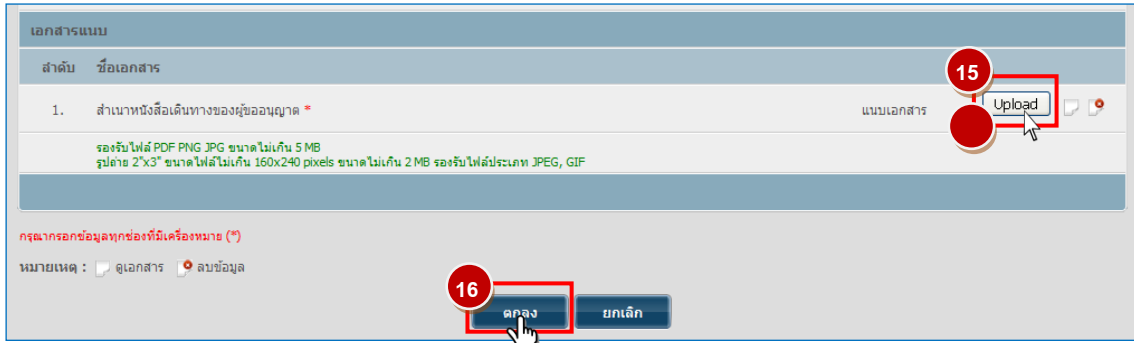 เอกสารแนบ
ลำดับ ชื่อเอกสาร
15
1. สำเนาหนังสือเดินทางของผู้ขออนุญาต * แนบเอกสาร Upload
รองรับไฟล์ PDF PNG JPG ขนาดไม่เกิน 5 MB
รูปถ่าย 2"x3" ขนาดไฟล์ไม่เกิน 160x240 pixels ขนาดไม่เกิน 2 MB รองรับไฟล์ประเภท JPEG, GIF
กรุณากรอกข้อมูลทุกช่องที่มีเครื่องหมาย (*)
หมายเหตุ : ดูเอกสาร ลบข้อมูล
16
ตกลง ยกเลิก